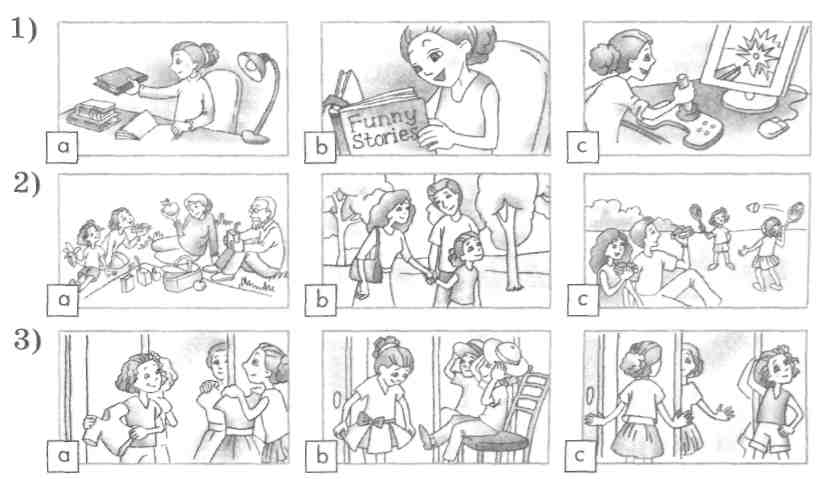 1)
a b c
Funny
Stories
2)
a b c
3)
a b c